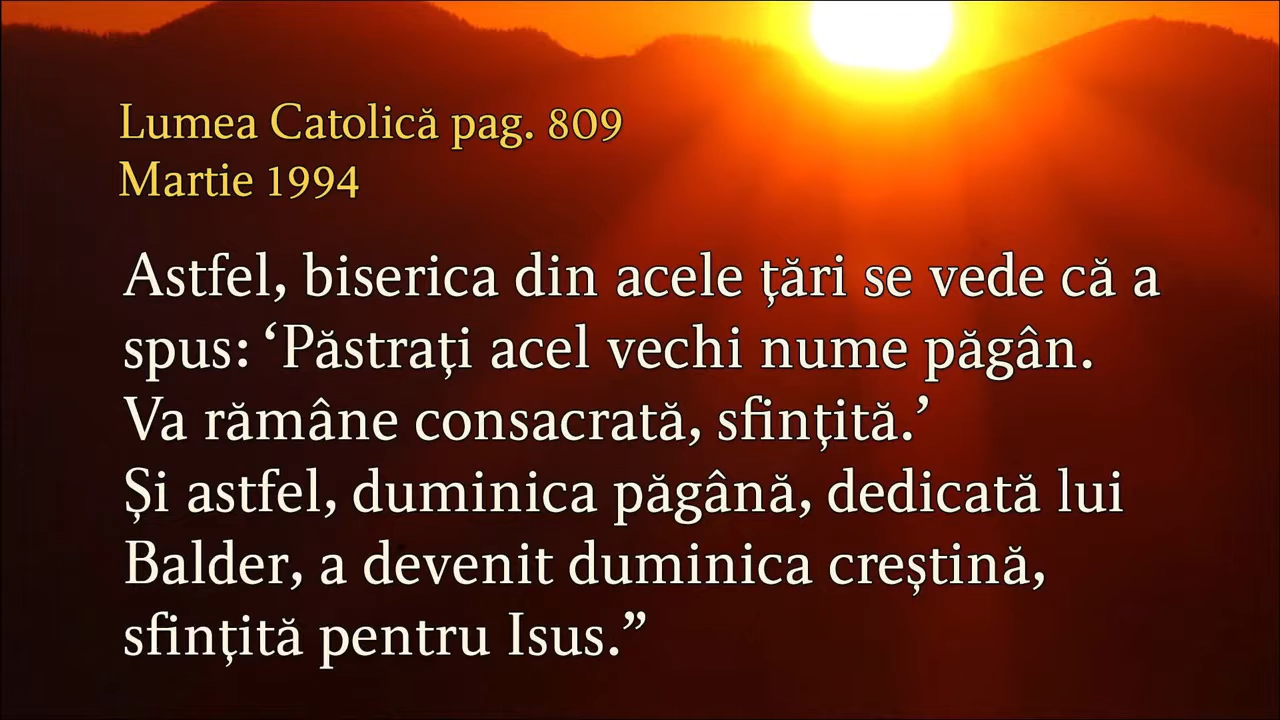 Lumea Catolică pag. 809
Martie 1994
Astfel, biserica din acele țări se vede că a
spus: ‘Păstrați acel vechi nume păgân.
Va rămâne consacrată, sfințită.’
Și astfel, duminica păgână, dedicată lui
Balder, a devenit duminica creștină,
sfințită pentru Isus.”